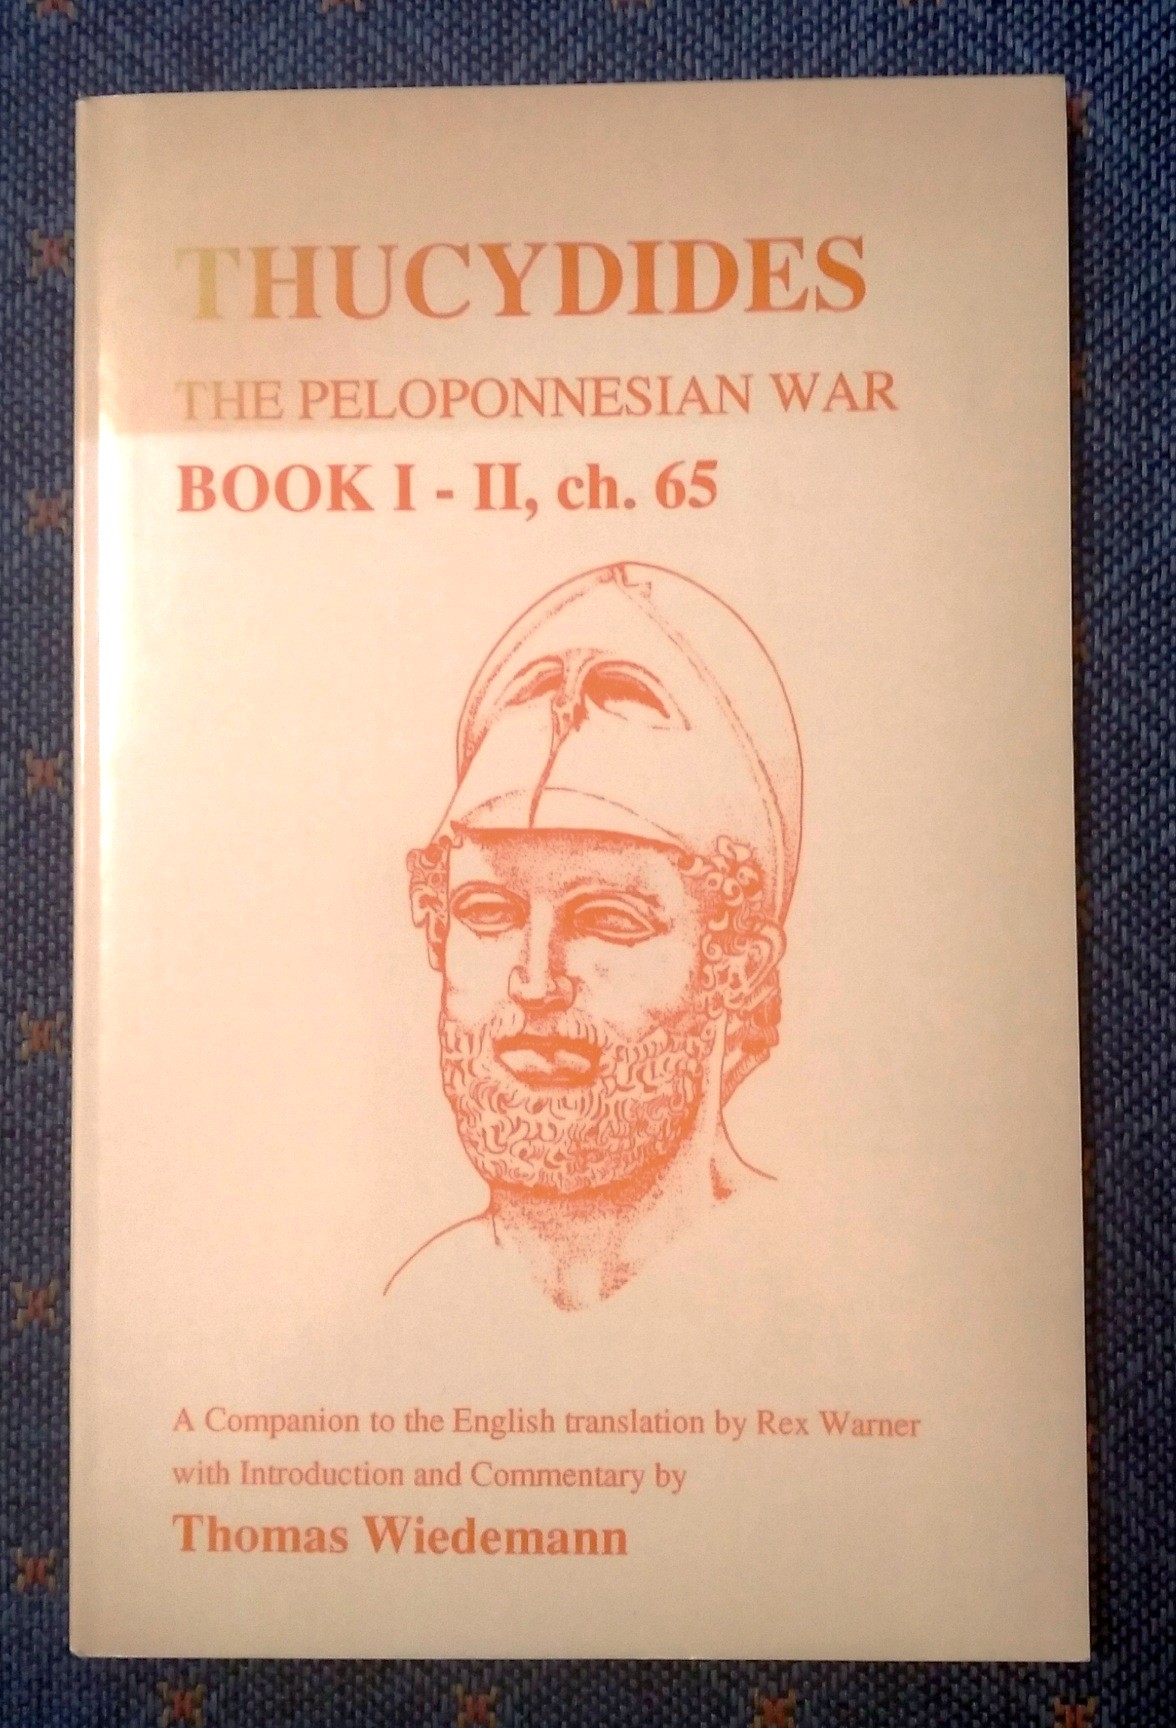 THUCYDIDES
THE PELOPONNESIAN WAR
BOOK I - II, ch. 65
A Companion to the English translation by Rex Warner
with Introduction and Commentary by
Thomas Wiedemann